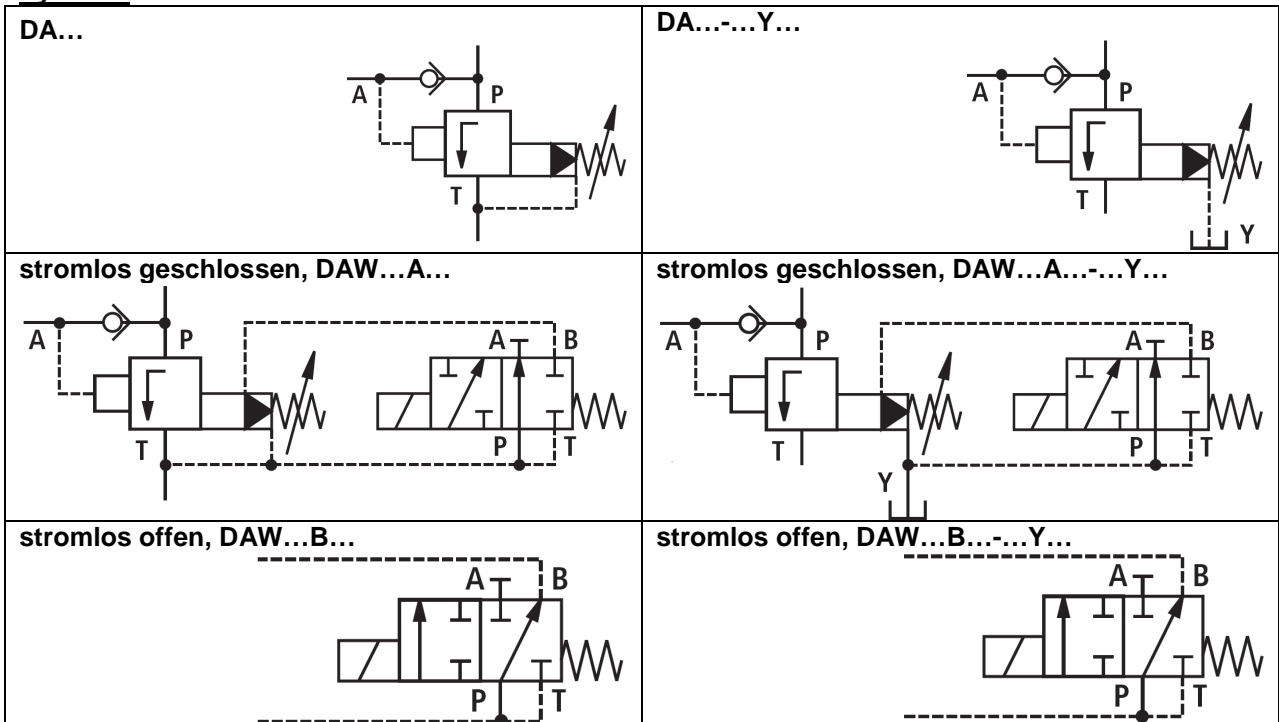 DA…
A
P
T
DA…-…Y…
A
P
T
Y
stromlos geschlossen, DAW…A…
A
P
A
B
T
P
T
stromlos geschlossen, DAW…A…-…Y…
A
P
A
B
T
P
T
Y
stromlos offen, DAW…B…
A
B
P
T
stromlos offen, DAW…B…-…Y…
A
B
P
T